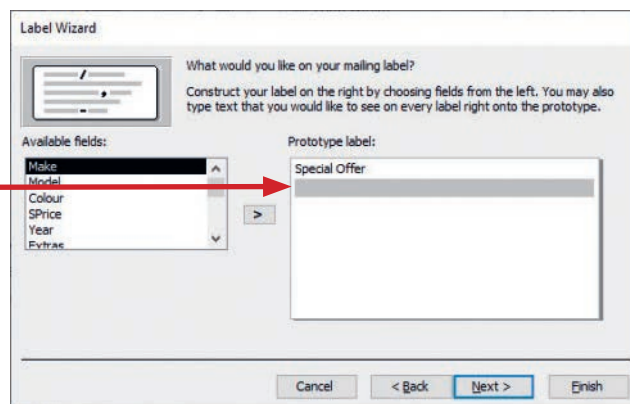 Label Wizard
What would you like on your mailing label?
Construct your label on the right by choosing fields from the left. You may also
type text that you would like to see on every label right onto the prototype.
Available fields:
Prototype label:
Make
Model
Colour
SPrice
Year
Extras
>
Special Offer
Cancel
< Back
Next >
Finish